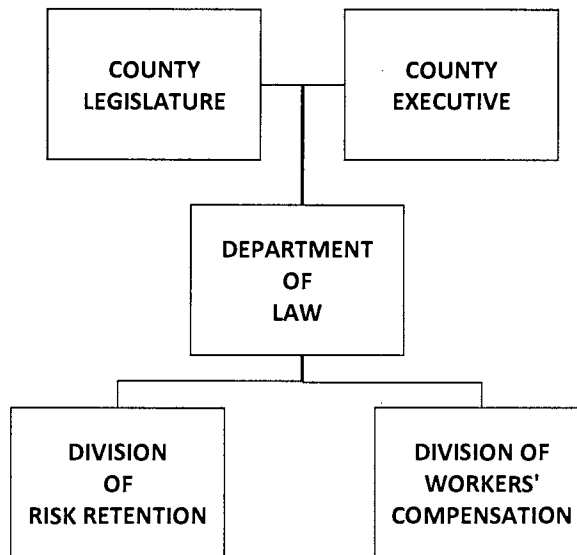 COUNTY
LEGISLATURE
COUNTY
EXECUTIVE
DEPARTMENT
OF
LAW
DIVISION
OF
RISK RETENTION
DIVISION OF
WORKERS'
COMPENSATION